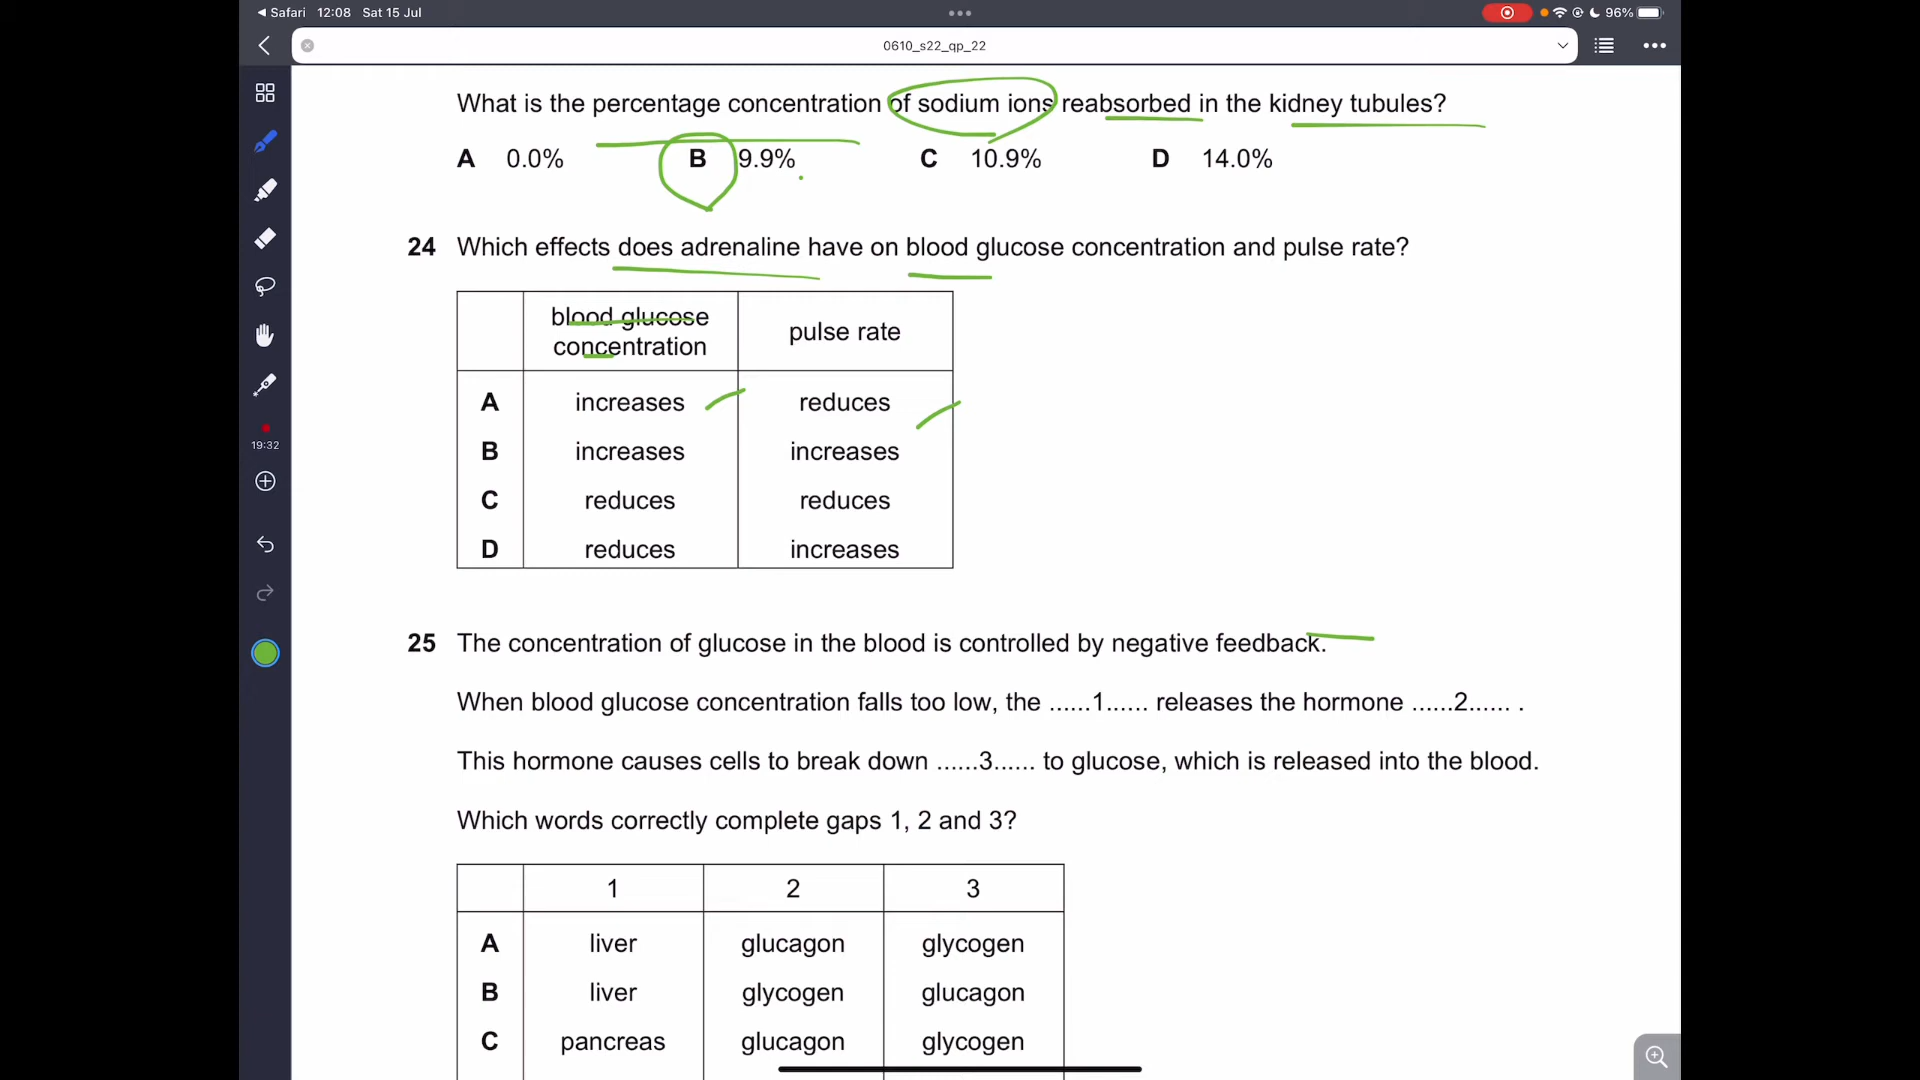 Safari 12:08 Sat 15 Jul
96%
0610_s22_qp_22
What is the percentage concentration of sodium ions reabsorbed in the kidney tubules?
A 0.0% B 9.9% C 10.9% D 14.0%
24 Which effects does adrenaline have on blood glucose concentration and pulse rate?
blood glucose
concentration
pulse rate
A increases reduces
B increases increases
C reduces reduces
D reduces increases
19:32
25 The concentration of glucose in the blood is controlled by negative feedback.
When blood glucose concentration falls too low, the ......1...... releases the hormone ......2...... .
This hormone causes cells to break down ......3...... to glucose, which is released into the blood.
Which words correctly complete gaps 1, 2 and 3?
1 2 3
A liver glucagon glycogen
B liver glycogen glucagon
C pancreas glucagon glycogen